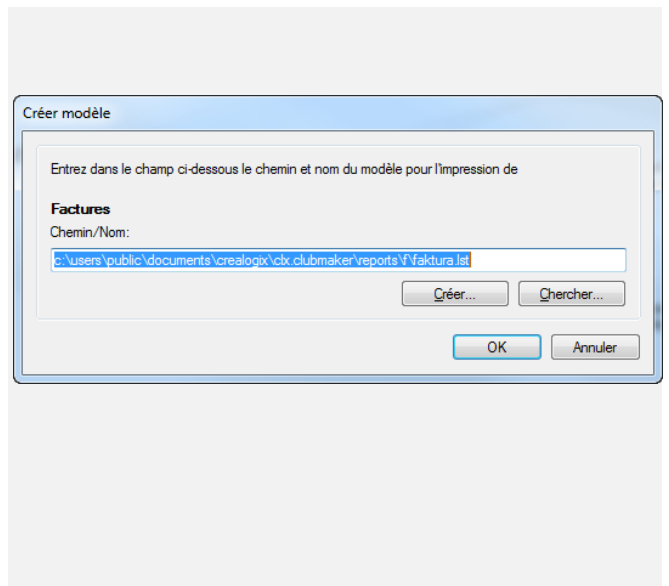 Créer modèle
Entrez dans le champ ci-dessous le chemin et nom du modèle pour l'impression de
Factures
Chemin/Nom:
c:\users\public\documents\crealogix\clx.clubmaker\reports\f\faktura.lst
Créer... Chercher...
OK Annuler